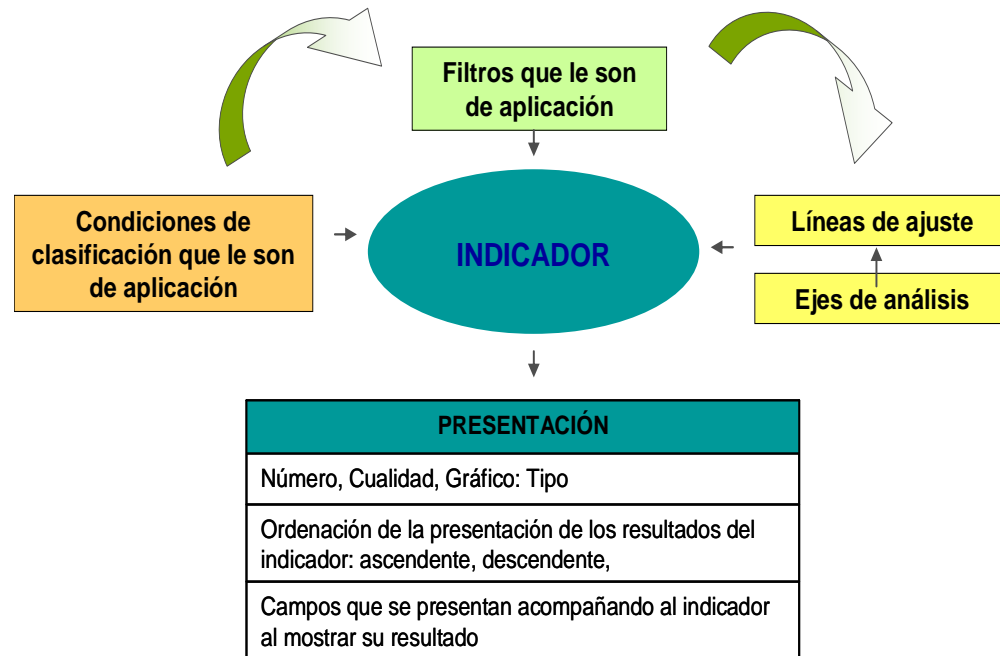 Filtros que le son
de aplicación
Condiciones de
clasificación que le son
de aplicación
INDICADOR
Líneas de ajuste
Ejes de análisis
PRESENTACIÓN
Número, Cualidad, Gráfico: Tipo
Ordenación de la presentación de los resultados del
indicador: ascendente, descendente,
Campos que se presentan acompañando al indicador
al mostrar su resultado